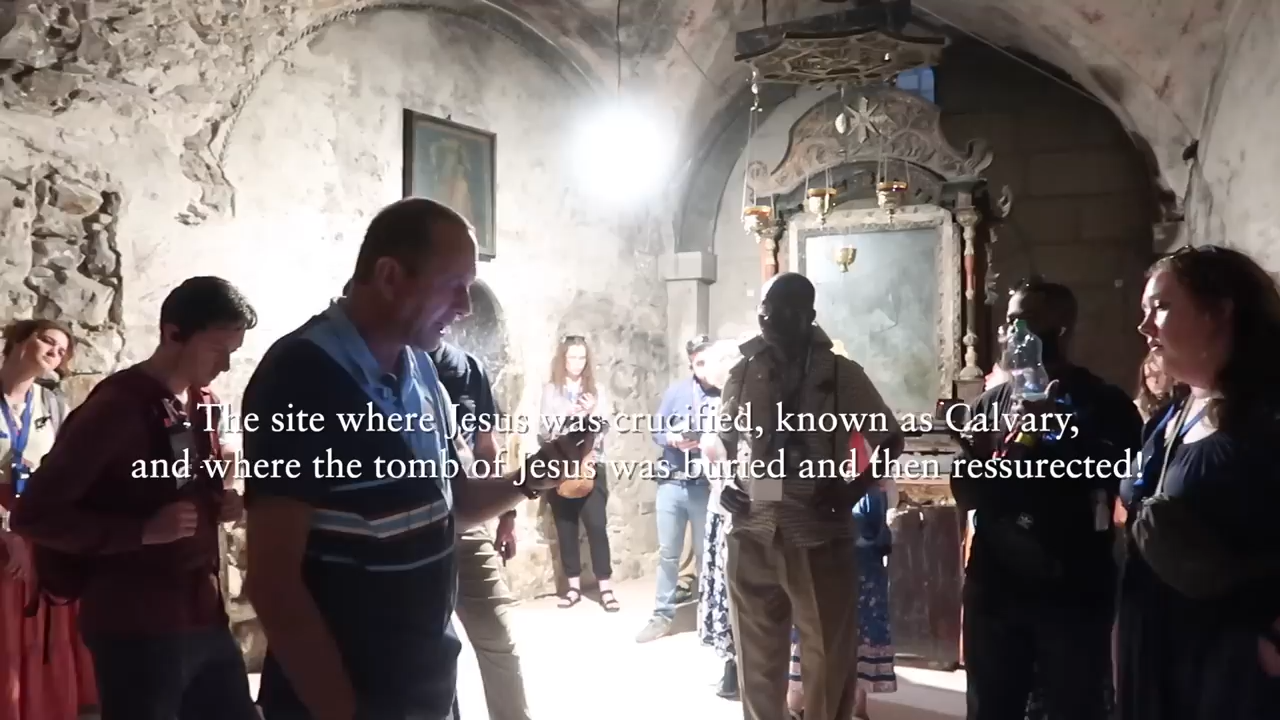 The site where Jesus was crucified, known as Calvary,
and where the tomb of Jesus was buried and then ressurected!